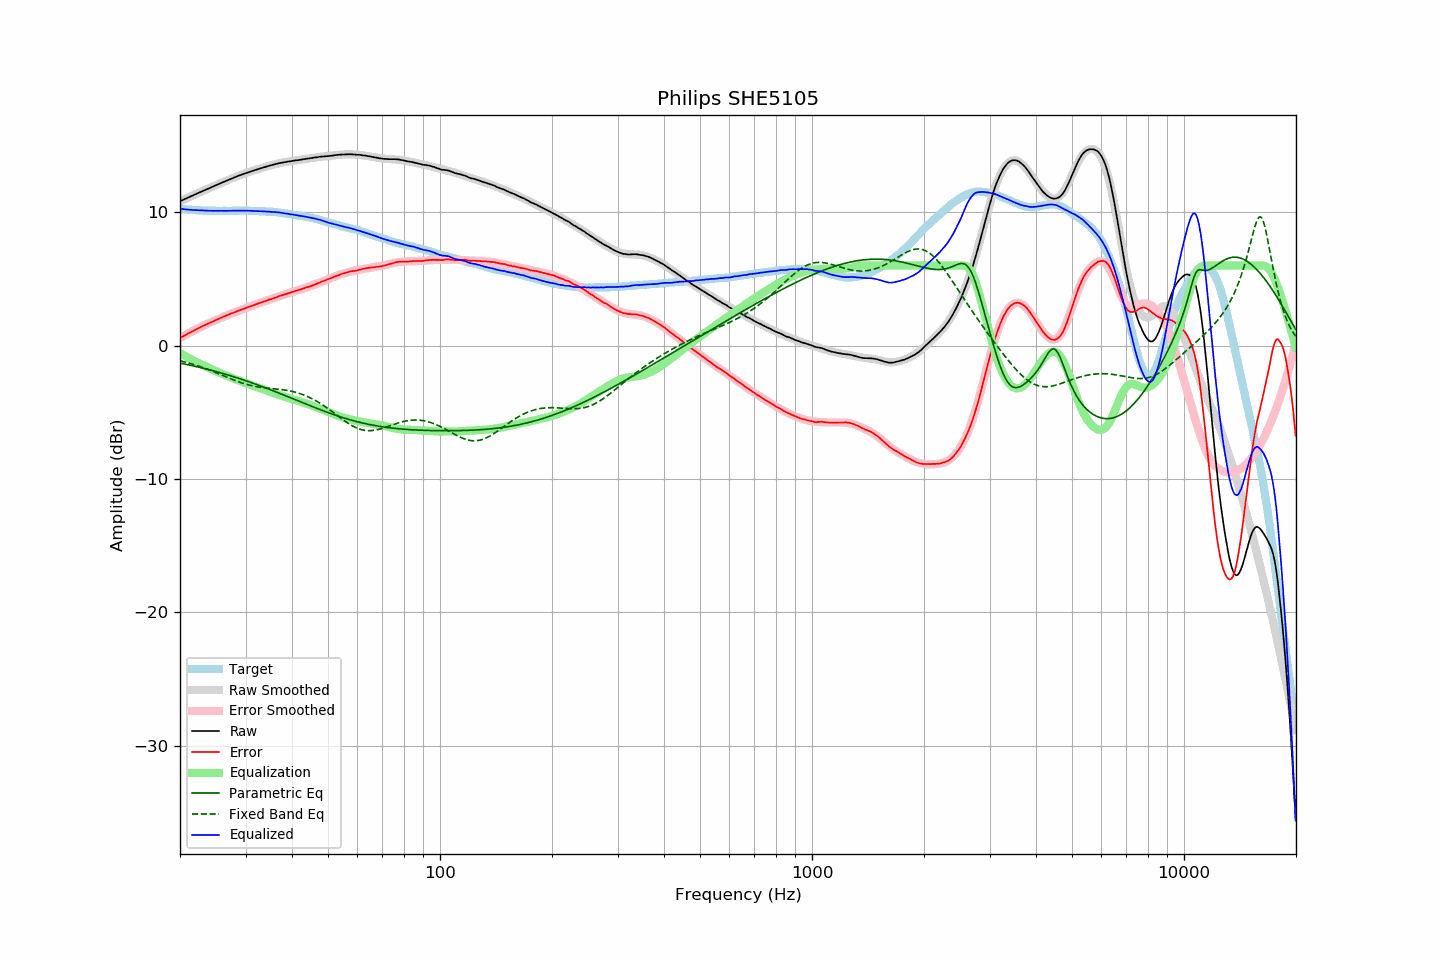 Philips SHE5105
Amplitude (dBr)
10
0
−10
−20
−30
Target
Raw Smoothed
Error Smoothed
Raw
Error
Equalization
Parametric Eq
Fixed Band Eq
Equalized
100
1000
10000
Frequency (Hz)